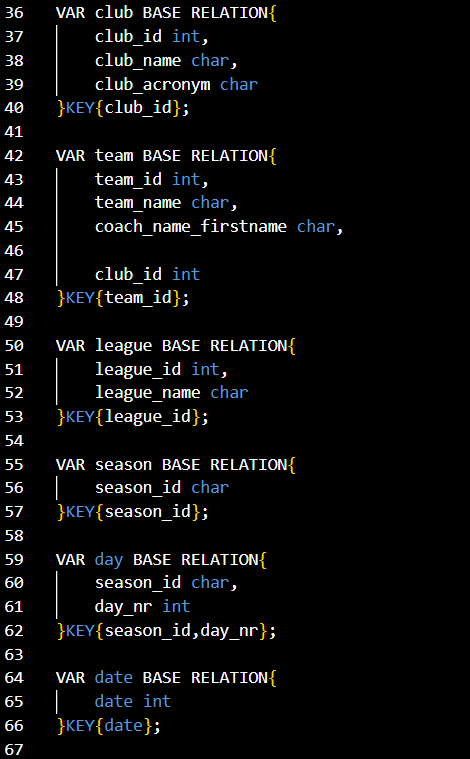 36 VAR club BASE RELATION{
37 club_id int,
38 club_name char,
39 club_acronym char
40 }KEY{club_id};
41
42 VAR team BASE RELATION{
43 team_id int,
44 team_name char,
45 coach_name_firstname char,
46
47 club_id int
48 }KEY{team_id};
49
50 VAR league BASE RELATION{
51 league_id int,
52 league_name char
53 }KEY{league_id};
54
55 VAR season BASE RELATION{
56 season_id char
57 }KEY{season_id};
58
59 VAR day BASE RELATION{
60 season_id char,
61 day_nr int
62 }KEY{season_id,day_nr};
63
64 VAR date BASE RELATION{
65 date int
66 }KEY{date};
67